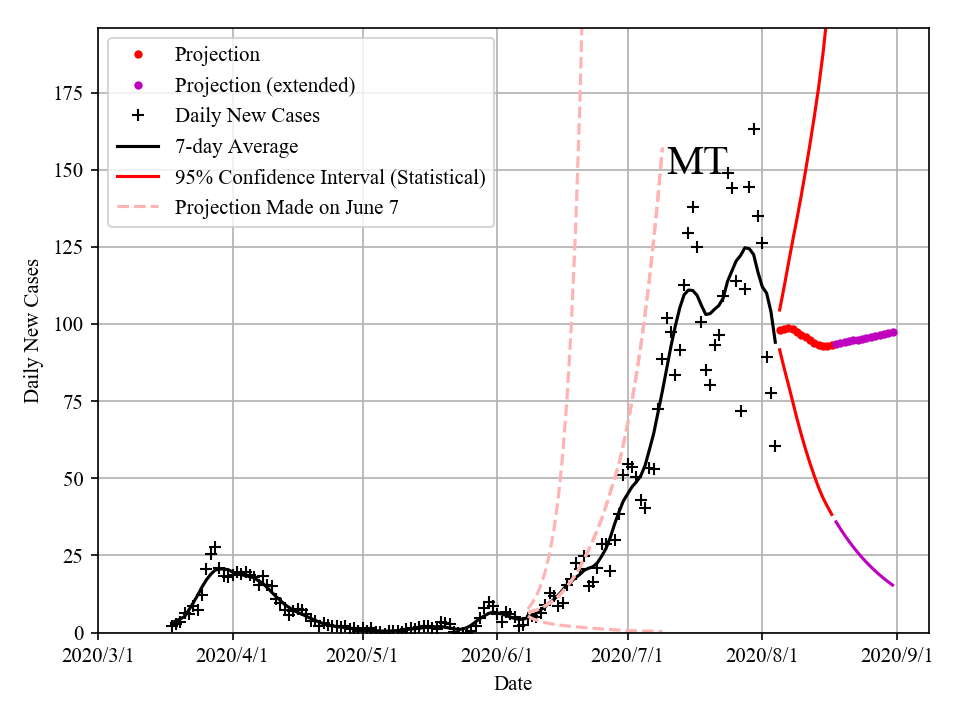 Projection
Projection (extended)
Daily New Cases
7-day Average
95% Confidence Interval (Statistical)
Projection Made on June 7
MT
175
150
125
100
75
50
25
0
Daily New Cases
2020/3/1 2020/4/1 2020/5/1 2020/6/1 2020/7/1 2020/8/1 2020/9/1
Date